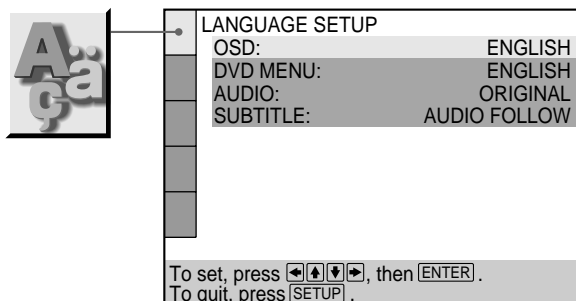 Aäç
LANGUAGE SETUP
OSD: ENGLISH
DVD MENU: ENGLISH
AUDIO: ORIGINAL
SUBTITLE: AUDIO FOLLOW
To set, press ←↑↓→, then ENTER.
To quit, press SETUP.